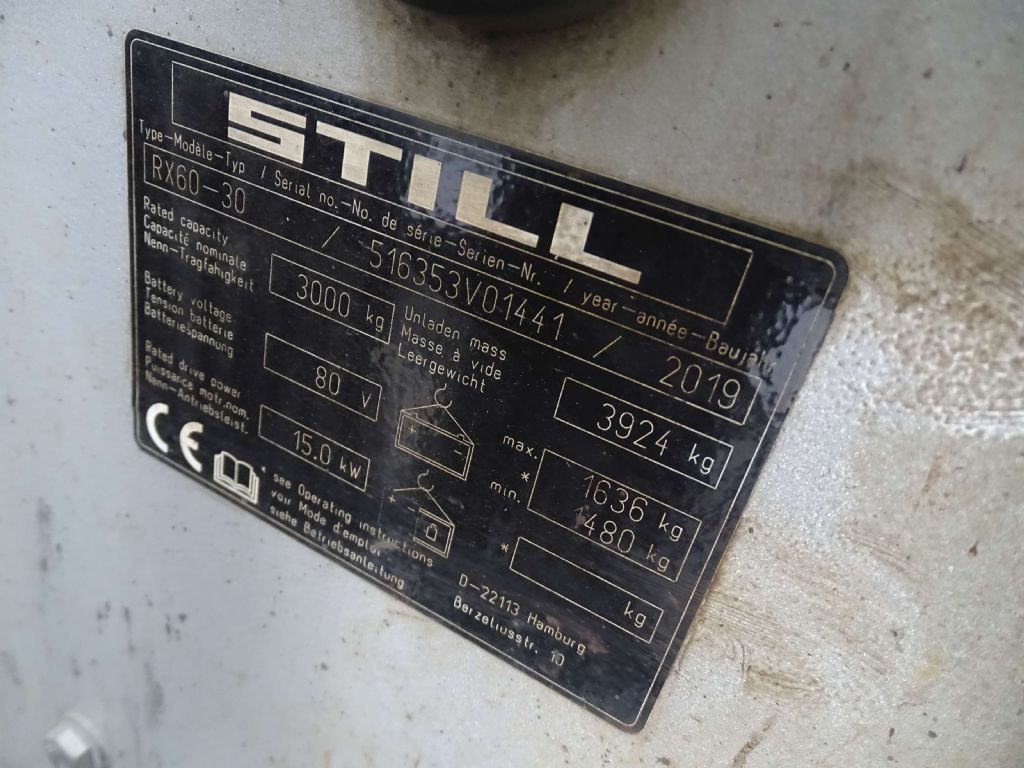 STILL
Type-Modèle-Typ / Serial no.-No. de série-Serien-Nr. / year-année-Baujahr
RX60-30 / 516353V01441 / 2019
Rated capacity
Capacité nominale
Nenn-Tragfähigkeit
3000 kg
Unladen mass
Masse à vide
Leergewicht
3924 kg
Battery voltage
Tension batterie
Batteriespannung
80 V
+ -
max. 1636 kg
* min. 1480 kg
Rated drive power
Puissance motr.nom.
Nenn-Antriebsleist.
15.0 kW
+ -
* kg
CE
* see Operating instructions
voir Mode d'emploi
siehe Betriebsanleitung
D-22113 Hamburg
Berzeliusstr. 10